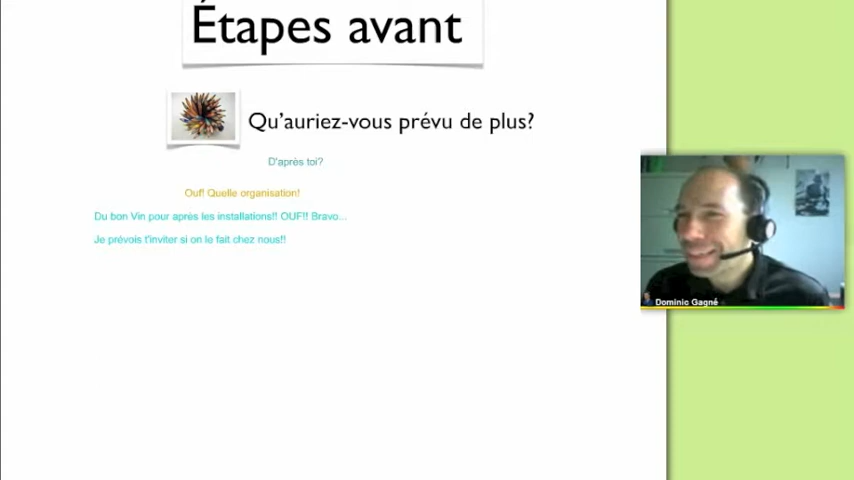 Étapes avant
Qu'auriez-vous prévu de plus?
D'après toi?
Ouf! Quelle organisation!
Du bon Vin pour après les installations!! OUF!! Bravo...
Je prévois t'inviter si on le fait chez nous!!
Dominic Gagné